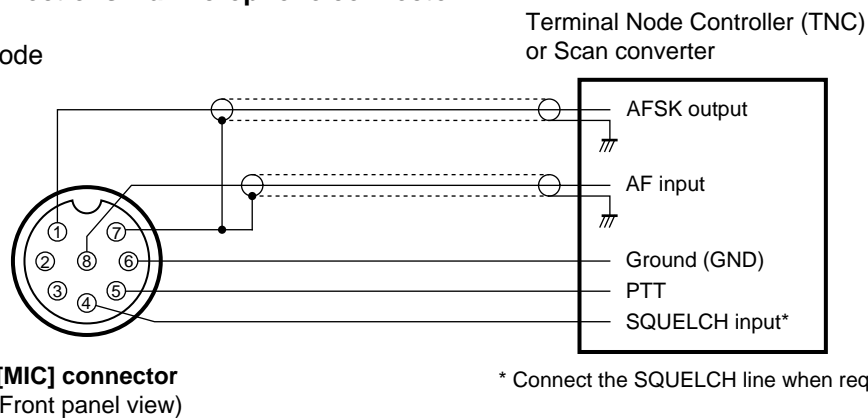 Terminal Node Controller (TNC)
or Scan converter
ode
AFSK output
AF input
Ground (GND)
PTT
SQUELCH input*
1
7
2
8
6
3
4
5
[MIC] connector
Front panel view)
* Connect the SQUELCH line when req